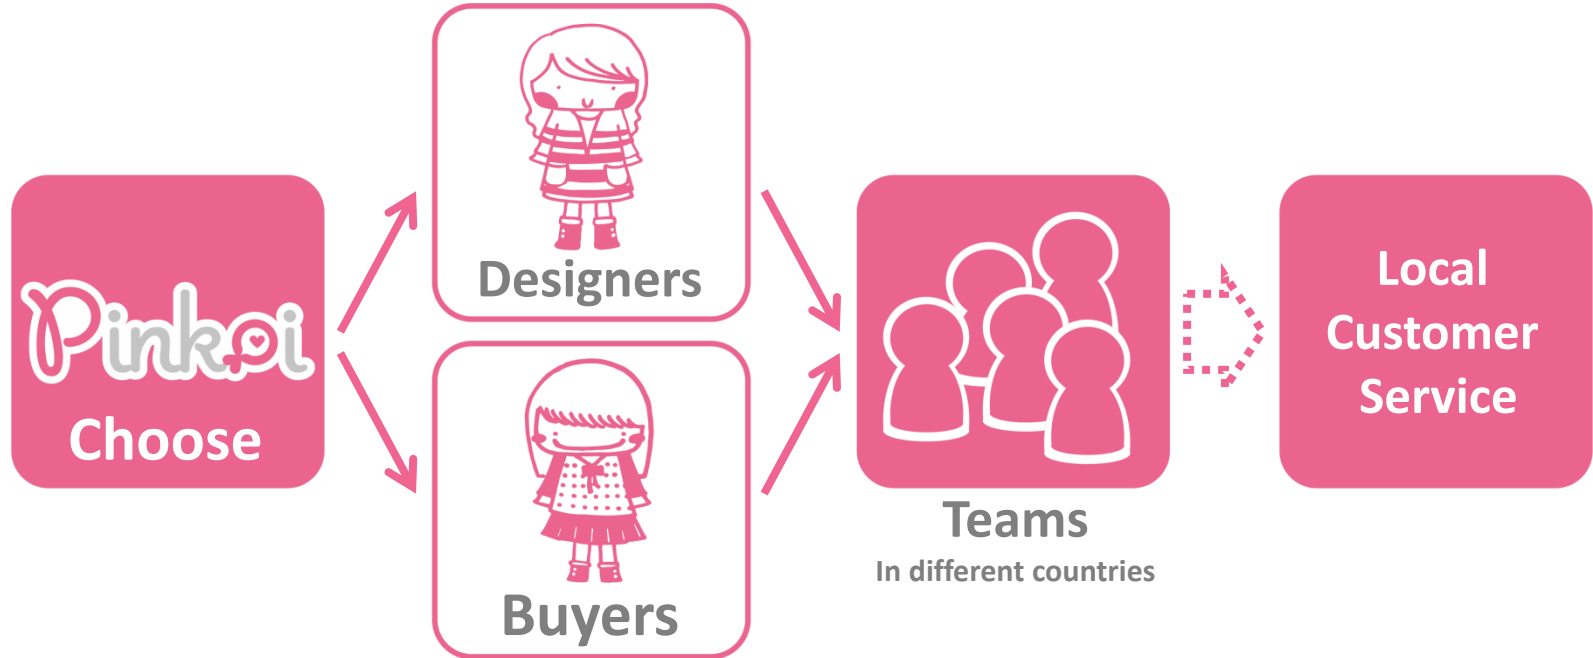 Pinkoi
Choose
Designers
Buyers
Teams
In different countries
Local
Customer
Service